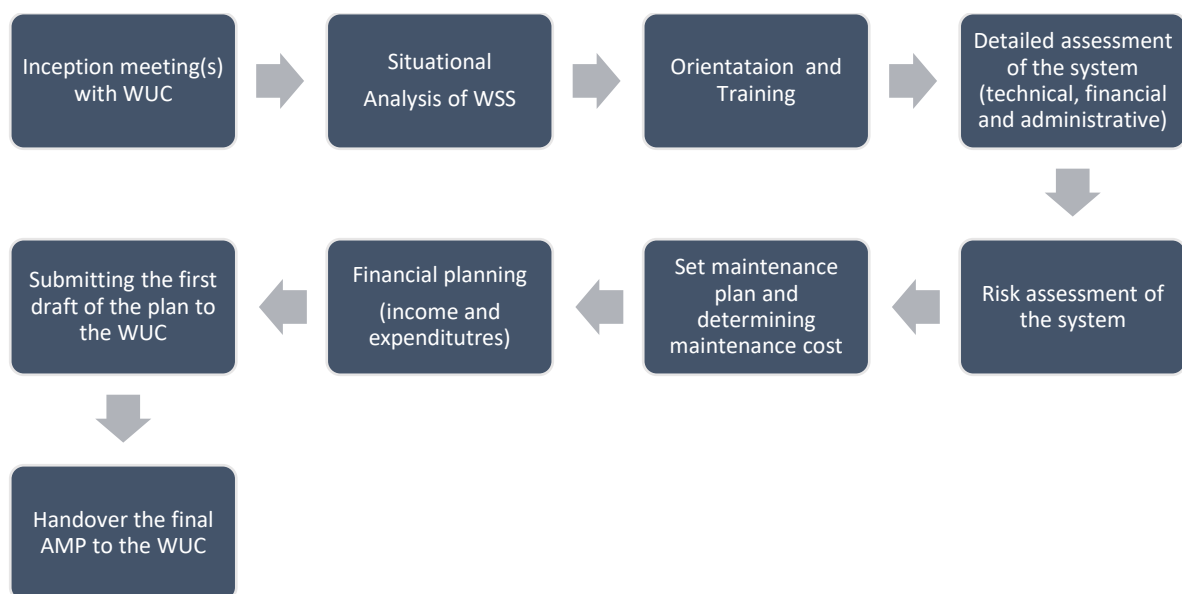 Inception meeting(s)
with WUC
Situational
Analysis of WSS
Orientataion and
Training
Detailed assessment
of the system
(technical, financial
and administrative)
Risk assessment of
the system
Set maintenance
plan and
determining
maintenance cost
Financial planning
(income and
expenditutres)
Submitting the first
draft of the plan to
the WUC
Handover the final
AMP to the WUC